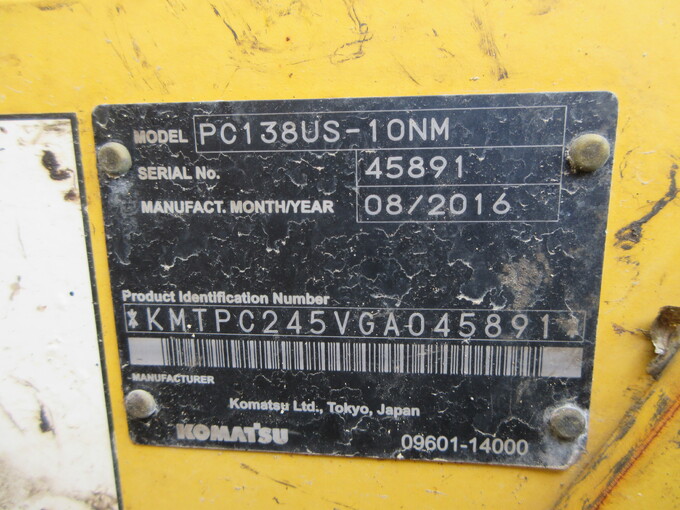 MODEL PC138US-10NM
SERIAL No. 45891
MANUFACT. MONTH/YEAR 08/2016
Product Identification Number
*KMTPC245VGA045891*
MANUFACTURER
Komatsu Ltd., Tokyo, Japan
KOMATSU 09601-14000